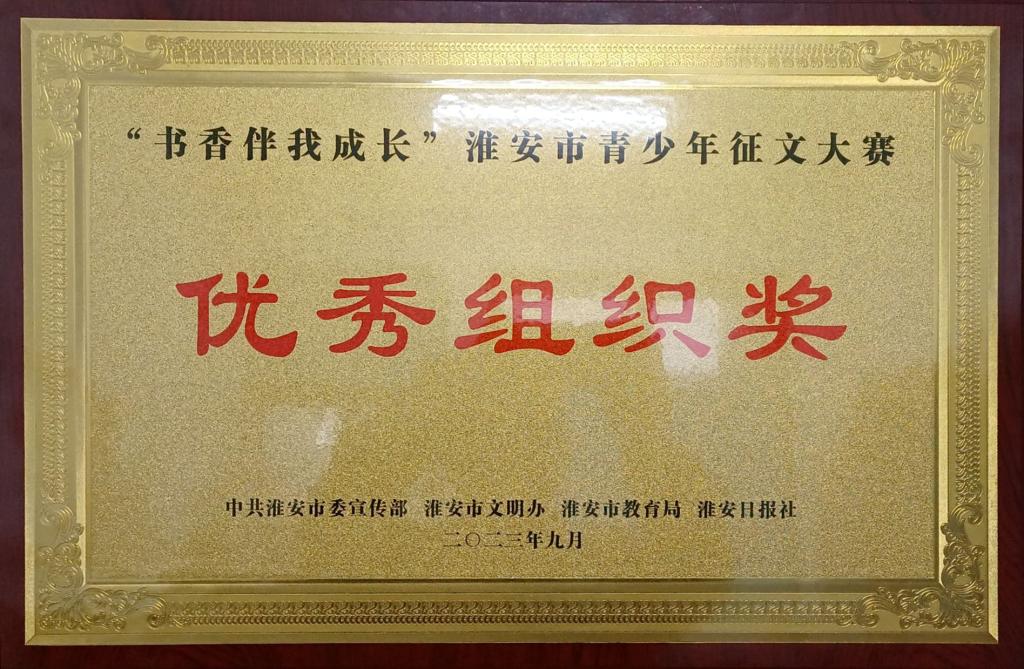 “书香伴我成长”淮安市青少年征文大赛
优秀组织奖
中共淮安市委宣传部 淮安市文明办 淮安市教育局 淮安日报社
二〇二三年九月